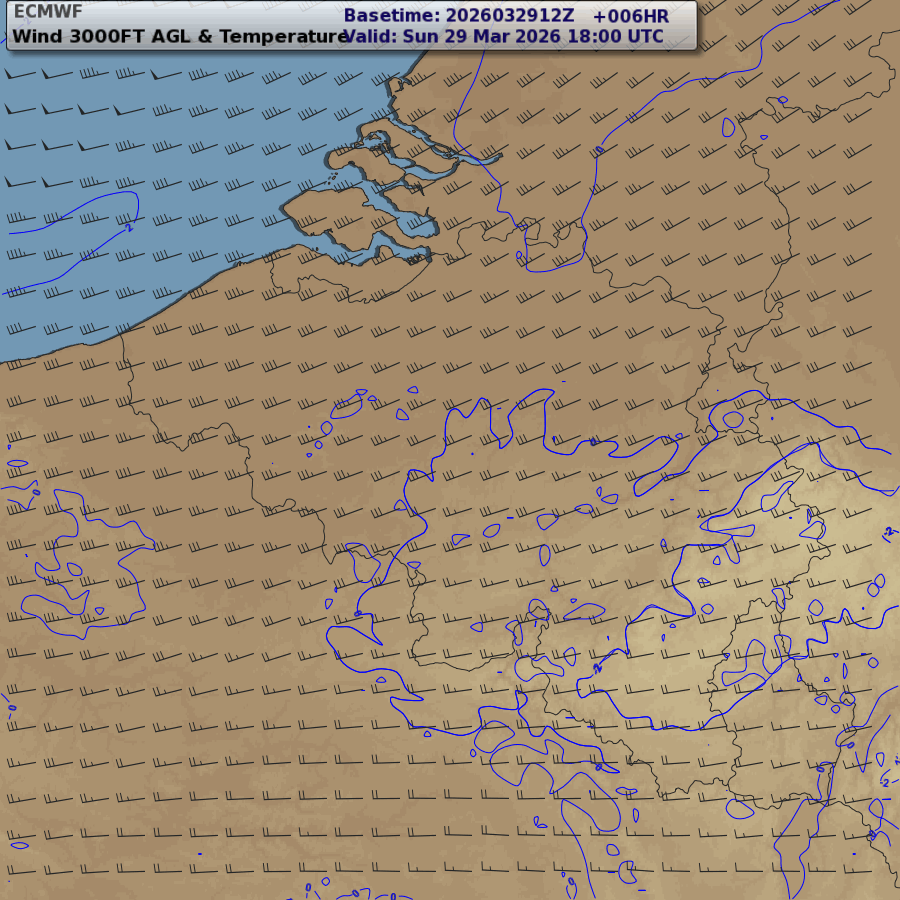 ECMWF
Basetime: 2026032912Z +006HR
Wind 3000FT AGL & Temperature
Valid: Sun 29 Mar 2026 18:00 UTC